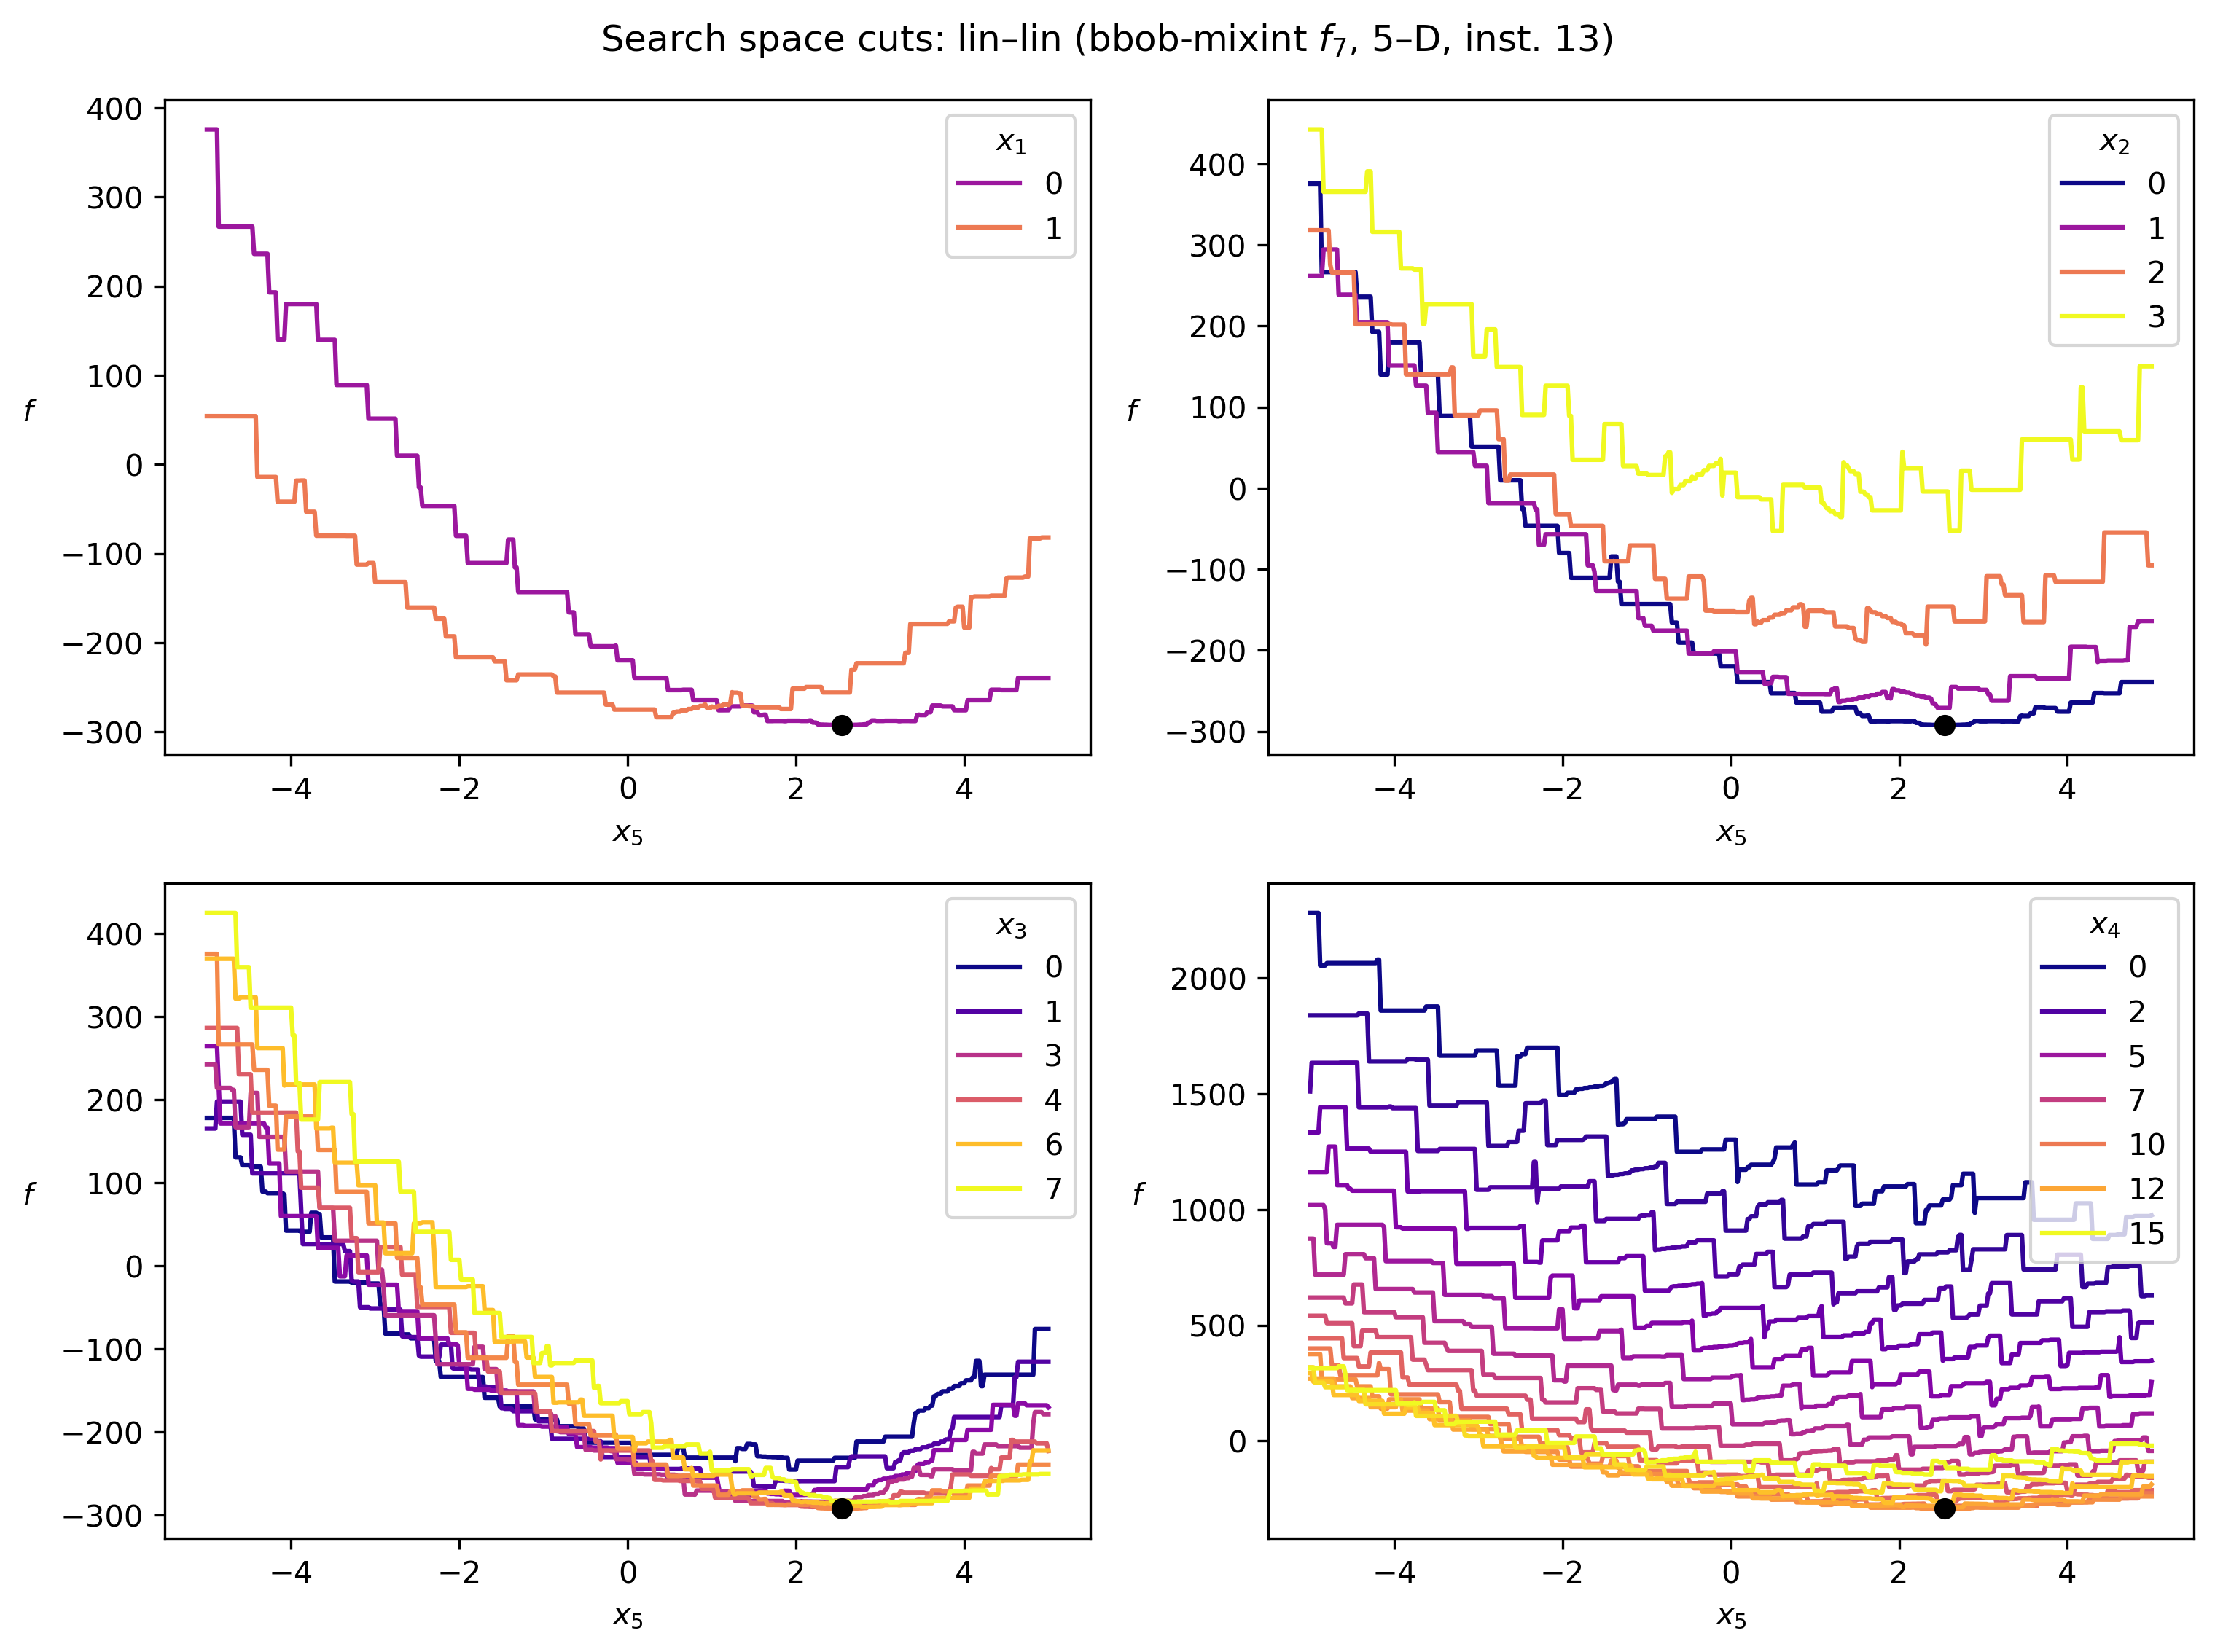 Search space cuts: lin–lin (bbob-mixint f₇, 5–D, inst. 13)
400
300
200
100
0
−100
−200
−300
f
−4 −2 0 2 4
x₅
x₁
0
1
400
300
200
100
0
−100
−200
−300
f
−4 −2 0 2 4
x₅
x₂
0
1
2
3
400
300
200
100
0
−100
−200
−300
f
−4 −2 0 2 4
x₅
x₃
0
1
3
4
6
7
2000
1500
1000
500
0
f
−4 −2 0 2 4
x₅
x₄
0
2
5
7
10
12
15